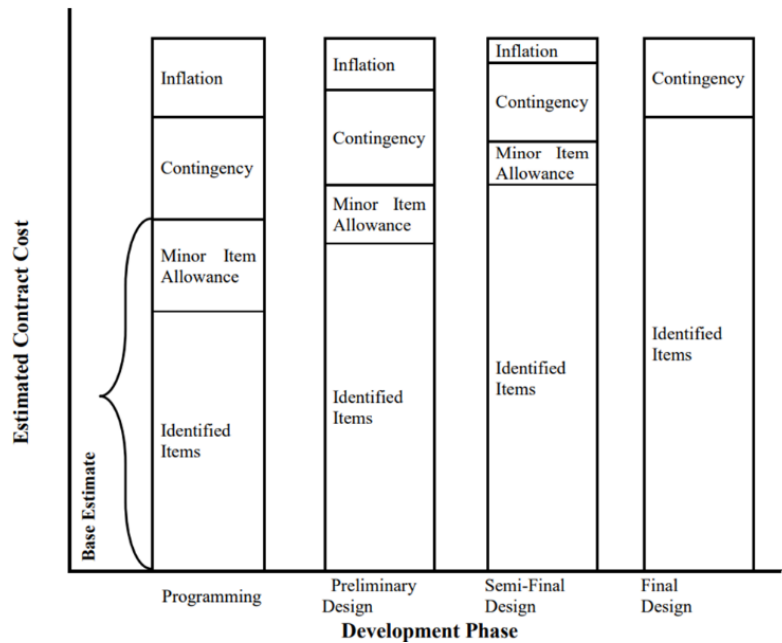 Estimated Contract Cost
Base Estimate
Inflation
Contingency
Minor Item
Allowance
Identified
Items
Programming
Inflation
Contingency
Minor Item
Allowance
Identified
Items
Preliminary
Design
Inflation
Contingency
Minor Item
Allowance
Identified
Items
Semi-Final
Design
Contingency
Identified
Items
Final
Design
Development Phase